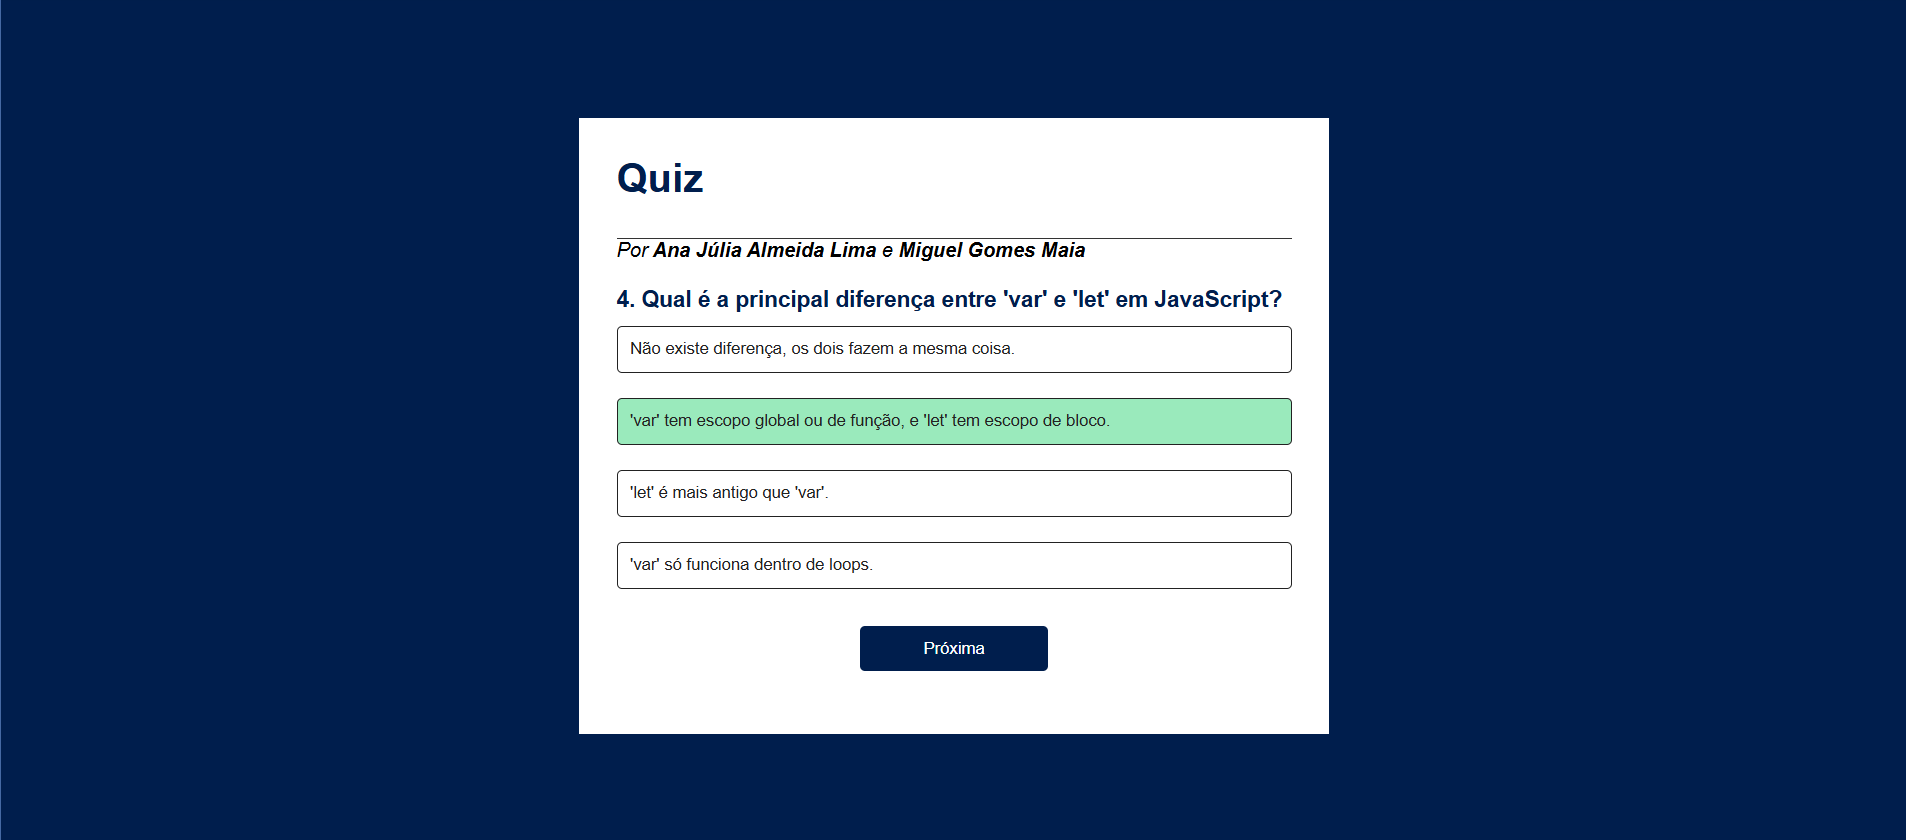 Quiz
Por Ana Júlia Almeida Lima e Miguel Gomes Maia
4. Qual é a principal diferença entre 'var' e 'let' em JavaScript?
Não existe diferença, os dois fazem a mesma coisa.
'var' tem escopo global ou de função, e 'let' tem escopo de bloco.
'let' é mais antigo que 'var'.
'var' só funciona dentro de loops.
Próxima